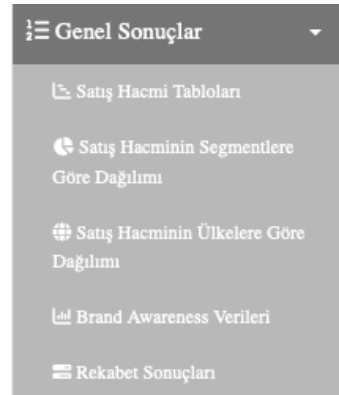 Genel Sonuçlar
Satış Hacmi Tabloları
Satış Hacminin Segmentlere
Göre Dağılımı
Satış Hacminin Ülkelere Göre
Dağılımı
Brand Awareness Verileri
Rekabet Sonuçları